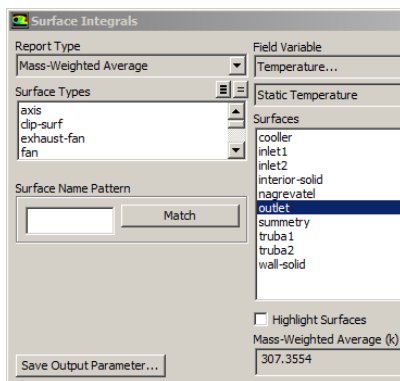 Surface Integrals
Report Type
Mass-Weighted Average
Surface Types
axis
clip-surf
exhaust-fan
fan
Surface Name Pattern
Match
Save Output Parameter...
Field Variable
Temperature...
Static Temperature
Surfaces
cooller
inlet1
inlet2
interior-solid
nagrevatel
outlet
summetry
truba1
truba2
wall-solid
Highlight Surfaces
Mass-Weighted Average (k)
307.3554